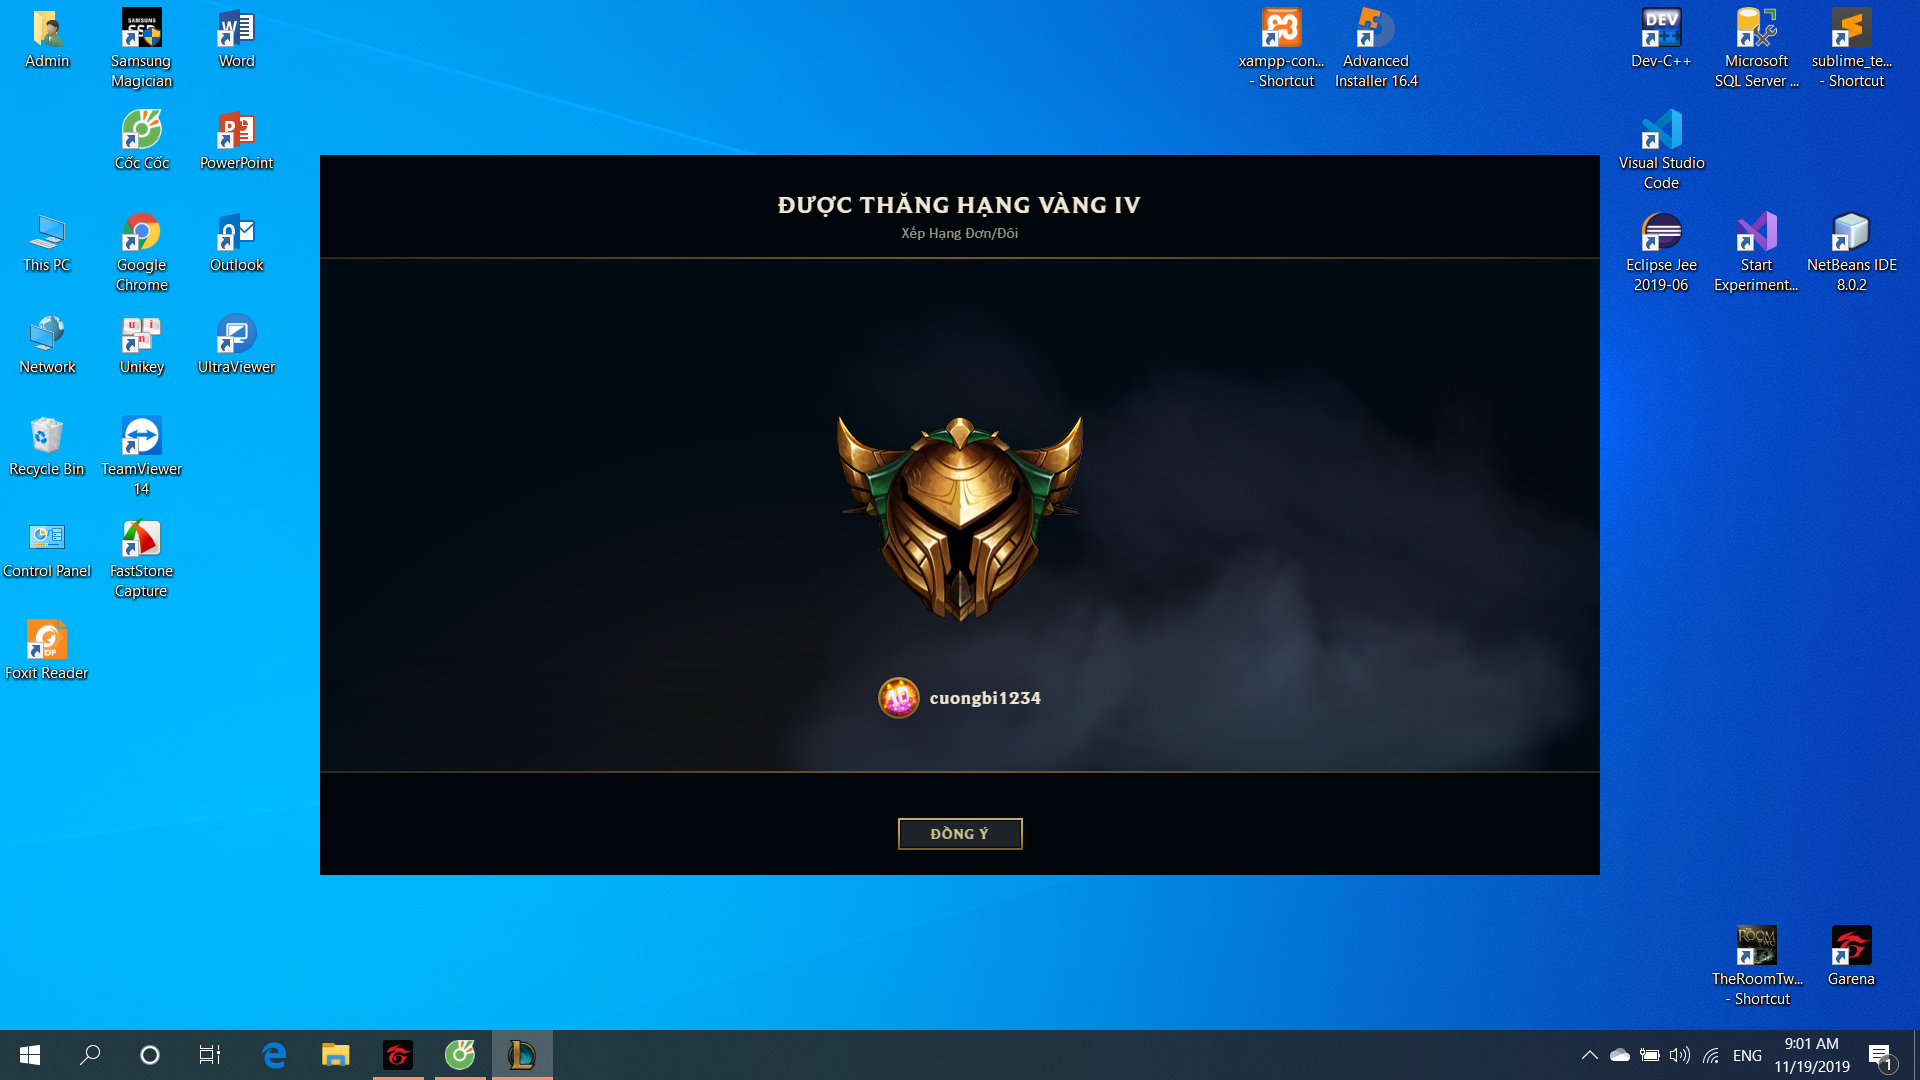 Admin
Samsung
Magician
Word
Cốc Cốc
PowerPoint
This PC
Google
Chrome
Outlook
Network
Unikey
UltraViewer
Recycle Bin
TeamViewer
14
Control Panel
FastStone
Capture
Foxit Reader
xampp-con...
- Shortcut
Advanced
Installer 16.4
Dev-C++
Microsoft
SQL Server ...
sublime_te...
- Shortcut
Visual Studio
Code
Eclipse Jee
2019-06
Start
Experiment...
NetBeans IDE
8.0.2
ĐƯỢC THĂNG HẠNG VÀNG IV
Xếp Hạng Đơn/Đôi
10
cuongbi1234
ĐỒNG Ý
TheRoomTw...
- Shortcut
Garena
ENG
9:01 AM
11/19/2019
1